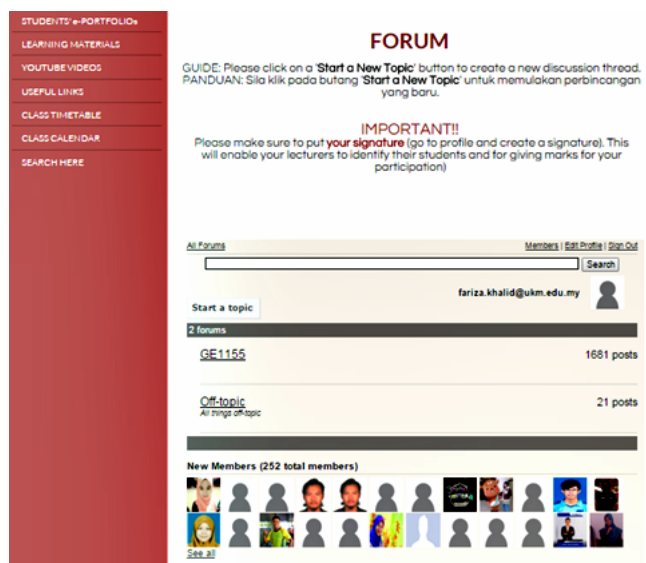 STUDENTS' e-PORTFOLIOs
LEARNING MATERIALS
YOUTUBE VIDEOS
USEFUL LINKS
CLASS TIMETABLE
CLASS CALENDAR
SEARCH HERE
FORUM
GUIDE: Please click on a 'Start a New Topic' button to create a new discussion thread.
PANDUAN: Sila klik pada butang 'Start a New Topic' untuk memulakan perbincangan
yang baru.
IMPORTANT!!
Please make sure to put your signature (go to profile and create a signature). This
will enable your lecturers to identify their students and for giving marks for your
participation)
All Forums
Members | Edit Profile | Sign Out
Search
fariza.khalid@ukm.edu.my
Start a topic
2 forums
GE1155
1681 posts
Off-topic
21 posts
All things off-topic
New Members (252 total members)
See all